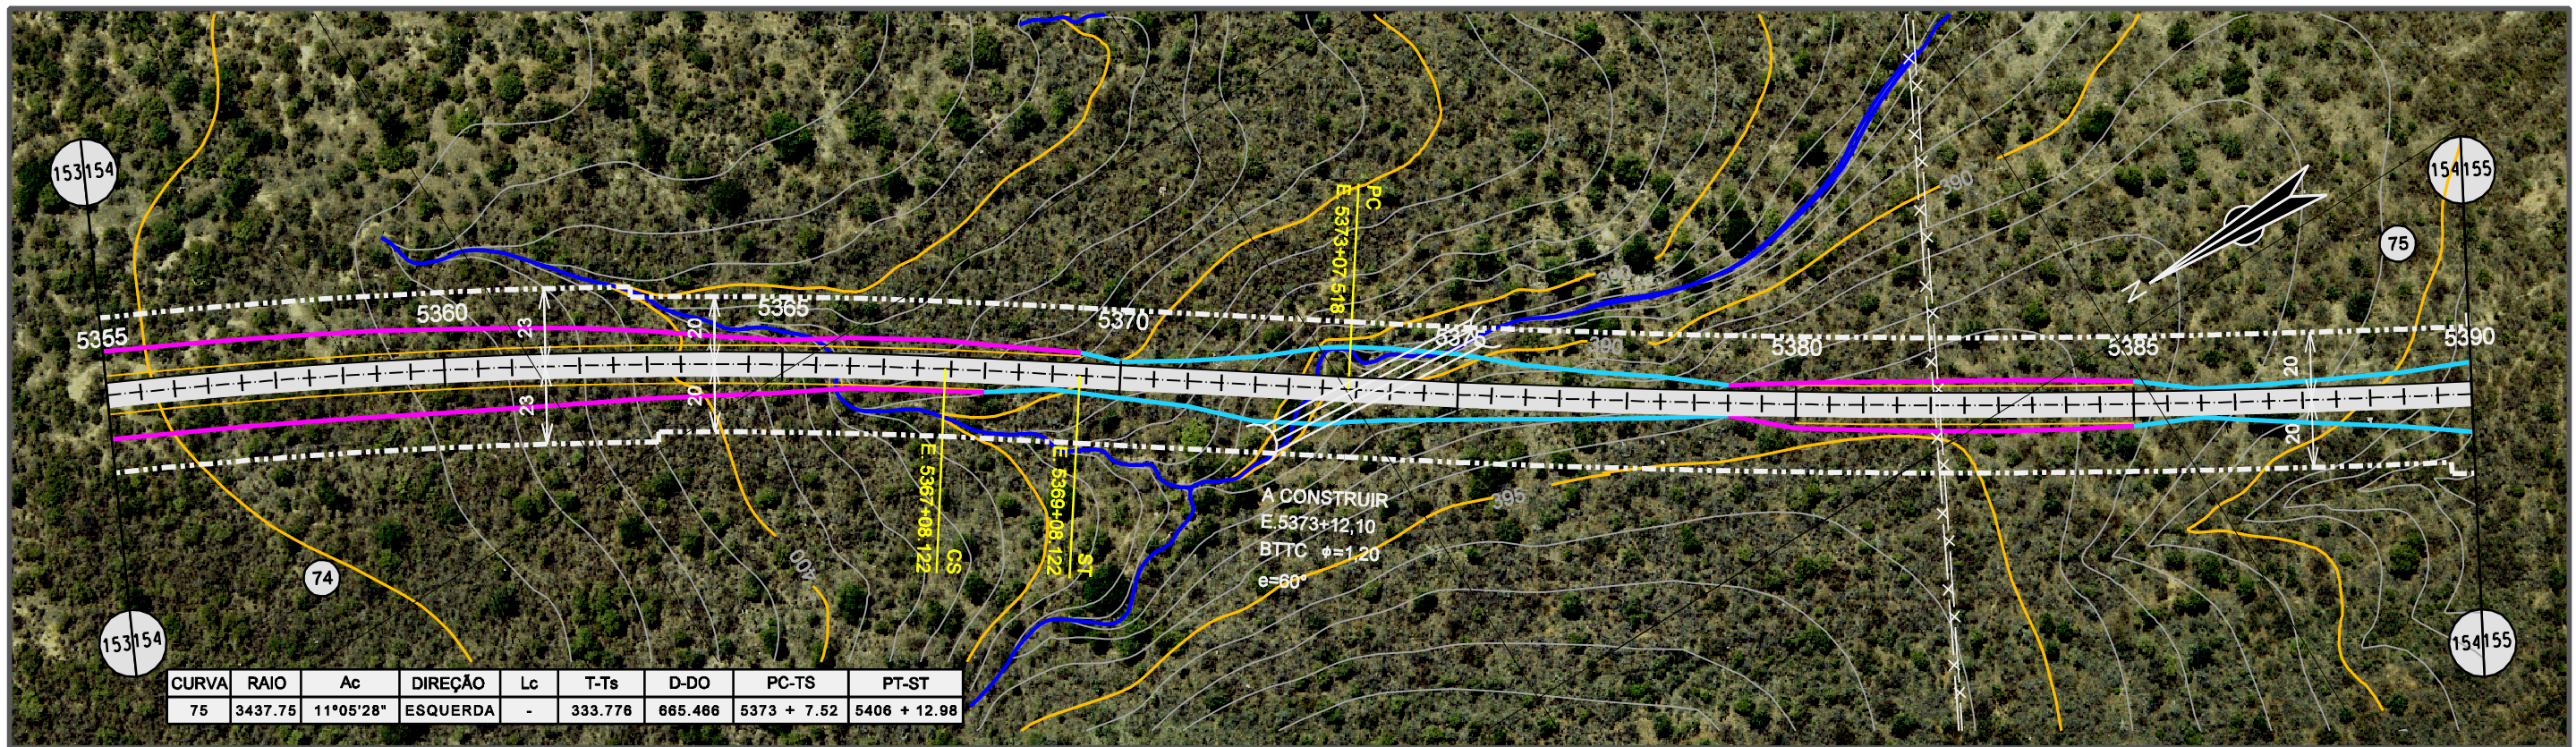 153 154
154 155
5355
5360
5365
5370
5375
5380
5385
5390
23
20
23
20
20
20
PC
E. 5373+07.518
390
390
390
N
75
74
E. 5367+08.122
CS
E. 5369+08.122
ST
400
395
A CONSTRUIR
E.5373+12,10
BTTC φ=1,20
e=60°
153 154
154 155
CURVA RAIO Ac DIREÇÃO Lc T-Ts D-DO PC-TS PT-ST
75 3437.75 11°05'28" ESQUERDA - 333.776 665.466 5373 + 7.52 5406 + 12.98